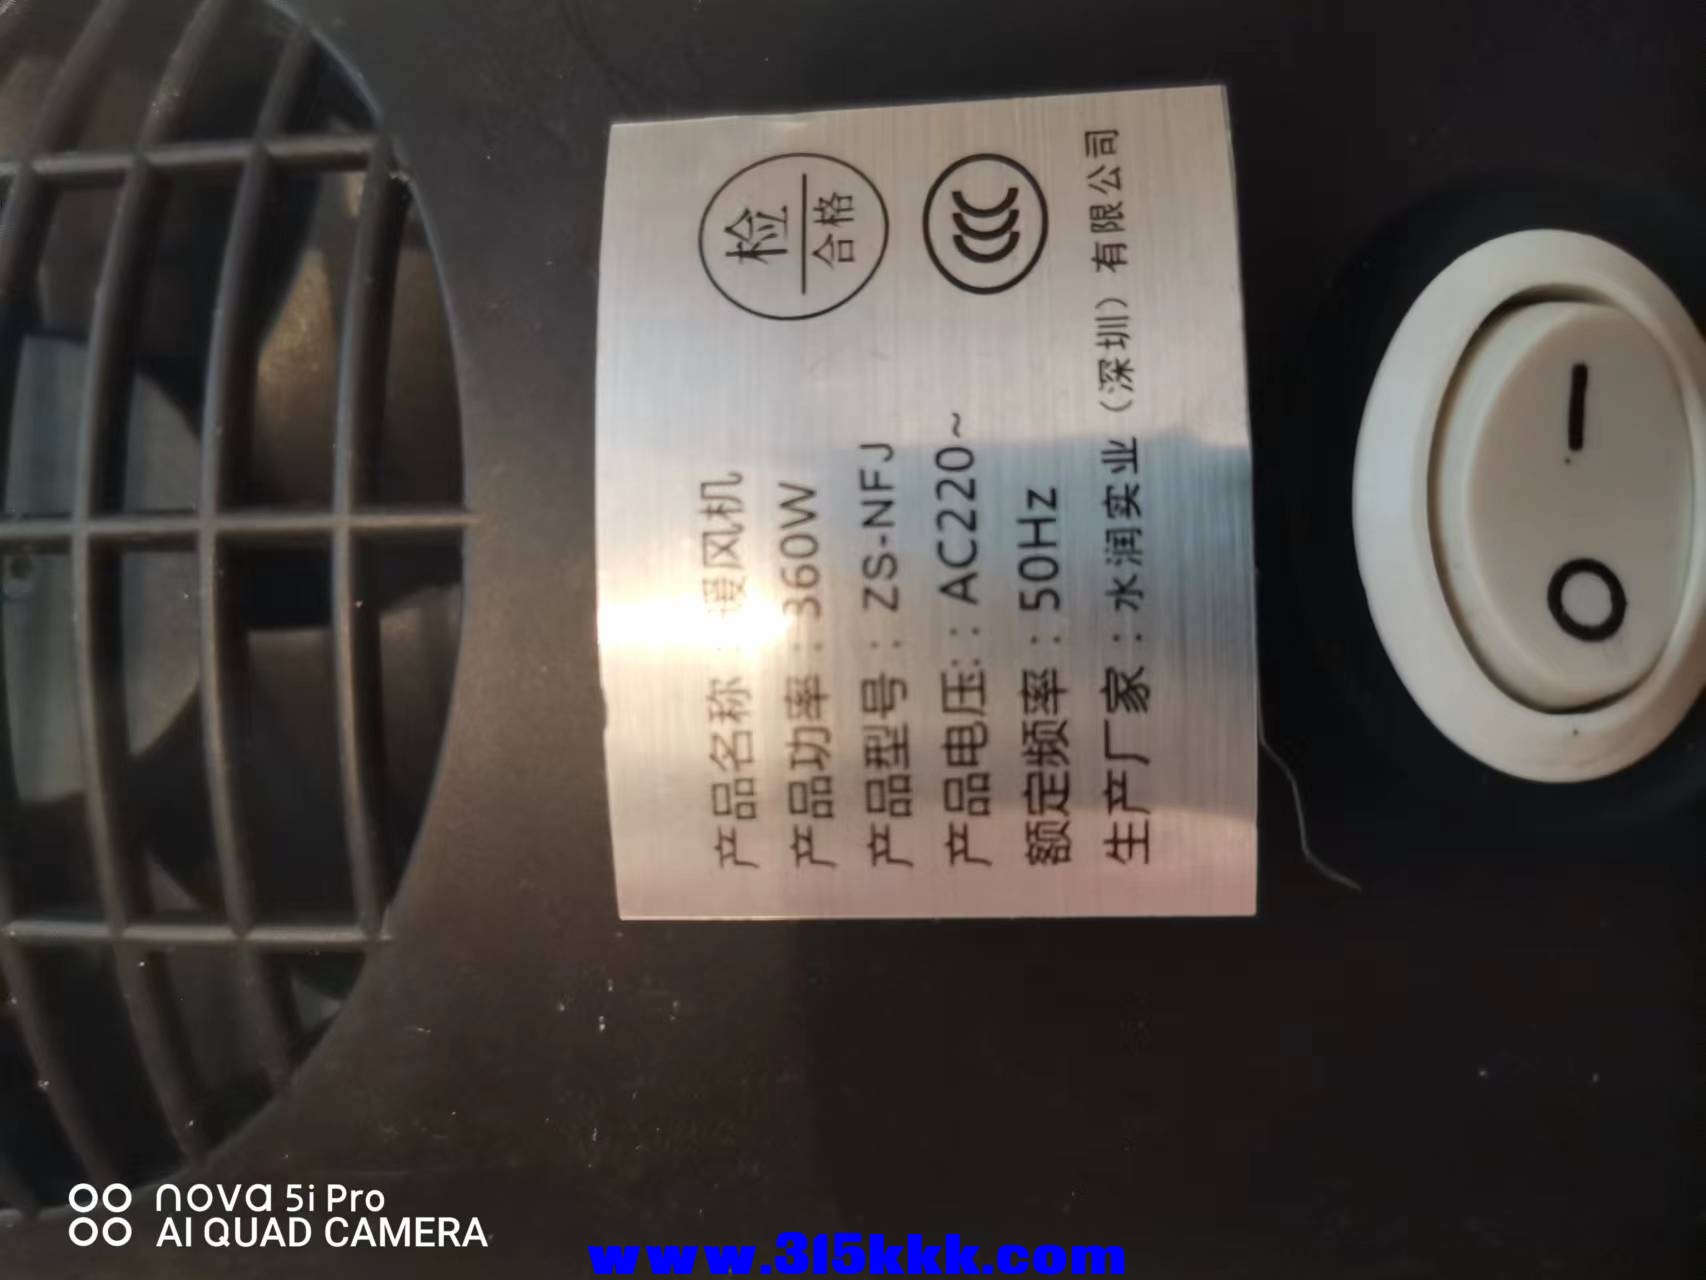 产品名称：暖风机
产品功率：360W
产品型号：ZS-NFJ
产品电压:：AC220~
额定频率：50Hz
生产厂家：水润实业（深圳）有限公司
检
合格
CCC
nova 5i Pro
AI QUAD CAMERA
www.315kkk.com